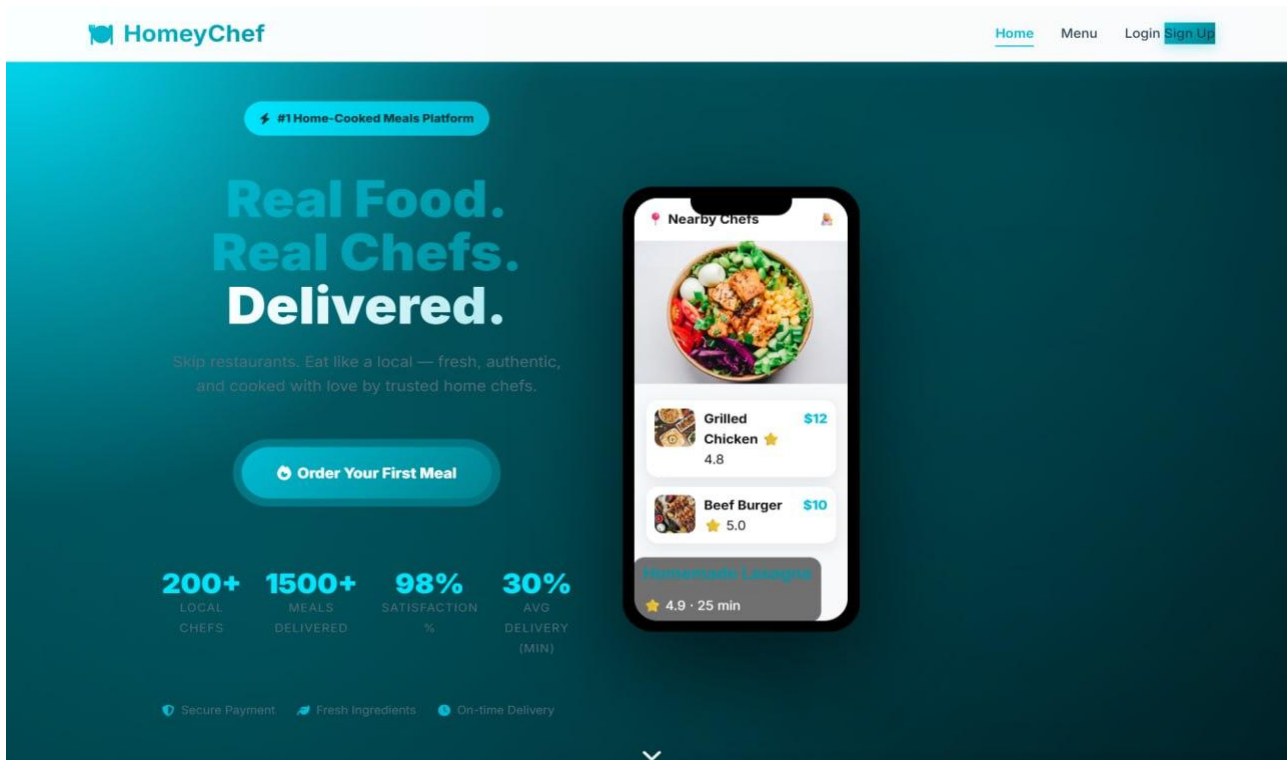 HomeyChef
Home Menu Login Sign Up
#1 Home-Cooked Meals Platform
Real Food.
Real Chefs.
Delivered.
Skip restaurants. Eat like a local — fresh, authentic,
and cooked with love by trusted home chefs.
Order Your First Meal
200+ 1500+ 98% 30%
LOCAL MEALS SATISFACTION AVG
CHEFS DELIVERED % DELIVERY
(MIN)
Secure Payment Fresh Ingredients On-time Delivery
Nearby Chefs
Grilled $12
Chicken
4.8
Beef Burger $10
5.0
Homemade Lasagna
4.9 · 25 min